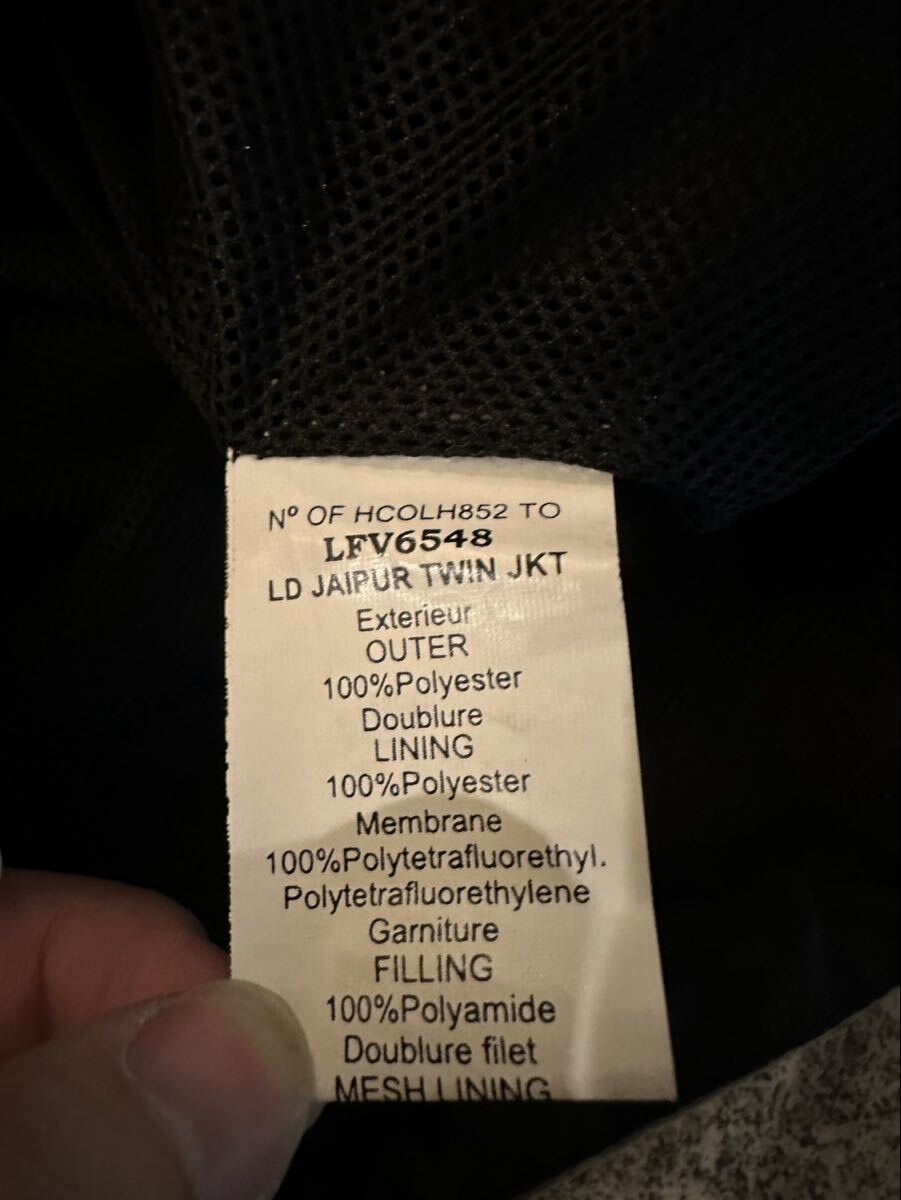 Nº OF HCOLH852 TO
LFV6548
LD JAIPUR TWIN JKT
Exterieur
OUTER
100%Polyester
Doublure
LINING
100%Polyester
Membrane
100%Polytetrafluorethyl.
Polytetrafluorethylene
Garniture
FILLING
100%Polyamide
Doublure filet
MESH LINING